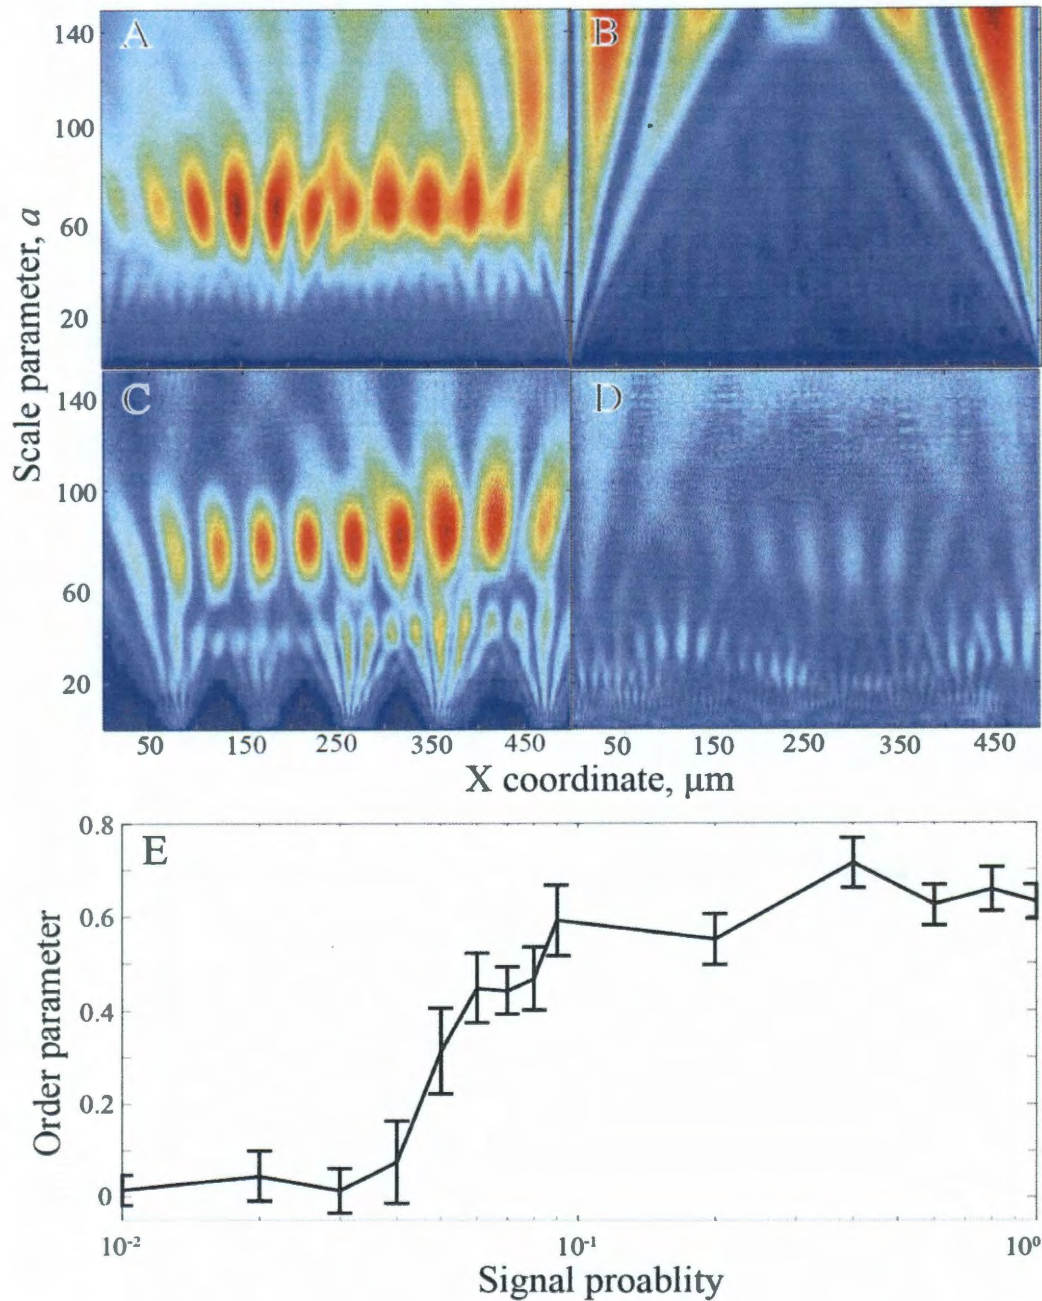 A
B
140
100
60
20
C
D
140
100
60
20
Scale parameter, a
50
150
250
350
450
50
150
250
350
450
X coordinate, μm
E
0.8
0.6
0.4
0.2
0
Order parameter
10-2
10-1
100
Signal proablity